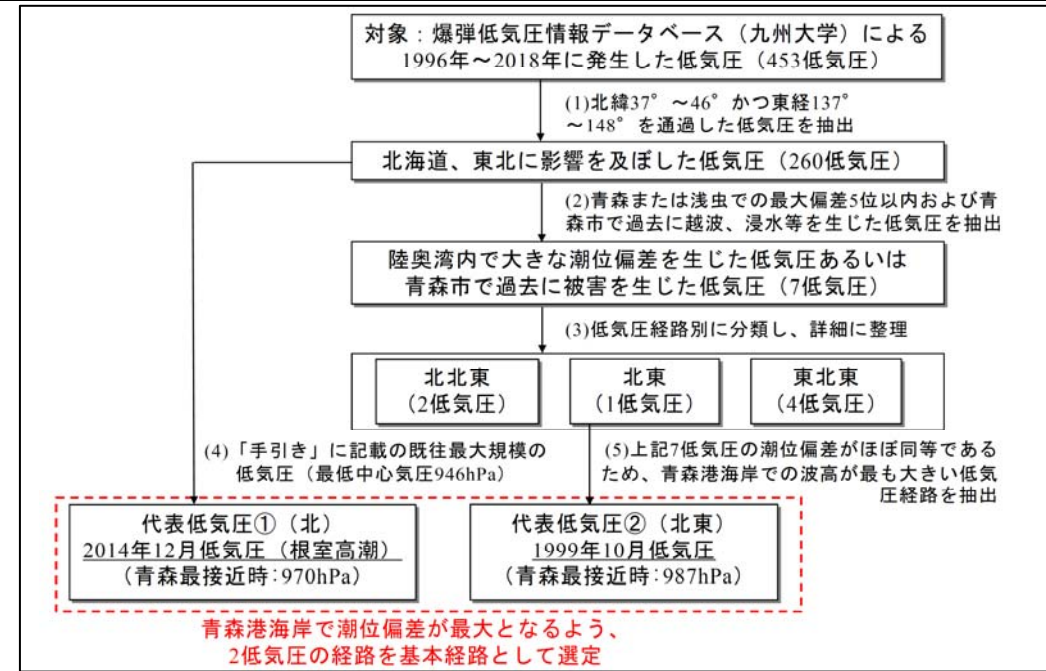 対象：爆弾低気圧情報データベース（九州大学）による
1996年～2018年に発生した低気圧（453低気圧）
(1)北緯37°～46°かつ東経137°
～148°を通過した低気圧を抽出
北海道、東北に影響を及ぼした低気圧（260低気圧）
(2)青森または浅虫での最大偏差5位以内および青
森市で過去に越波、浸水等を生じた低気圧を抽出
陸奥湾内で大きな潮位偏差を生じた低気圧あるいは
青森市で過去に被害を生じた低気圧（7低気圧）
(3)低気圧経路別に分類し、詳細に整理
北北東
（2低気圧）
北東
（1低気圧）
東北東
（4低気圧）
(4)「手引き」に記載の既往最大規模の
低気圧（最低中心気圧946hPa）
(5)上記7低気圧の潮位偏差がほぼ同等である
ため、青森港海岸での波高が最も大きい低気
圧経路を抽出
代表低気圧①（北）
2014年12月低気圧（根室高潮）
（青森最接近時：970hPa）
代表低気圧②（北東）
1999年10月低気圧
（青森最接近時：987hPa）
青森港海岸で潮位偏差が最大となるよう、
2低気圧の経路を基本経路として選定